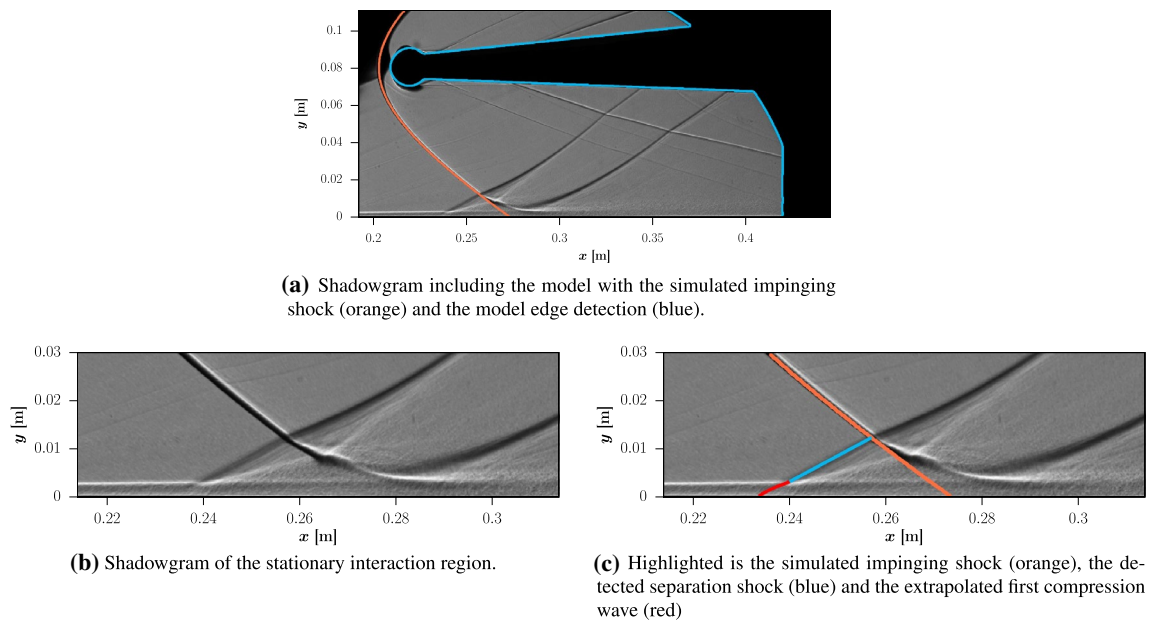 0.1
0.08
0.06
0.04
0.02
0
y [m]
0.2 0.25 0.3 0.35 0.4
x [m]
(a) Shadowgram including the model with the simulated impinging
shock (orange) and the model edge detection (blue).
0.03
0.02
0.01
0
y [m]
0.22 0.24 0.26 0.28 0.3
x [m]
(b) Shadowgram of the stationary interaction region.
0.03
0.02
0.01
0
y [m]
0.22 0.24 0.26 0.28 0.3
x [m]
(c) Highlighted is the simulated impinging shock (orange), the de-
tected separation shock (blue) and the extrapolated first compression
wave (red)